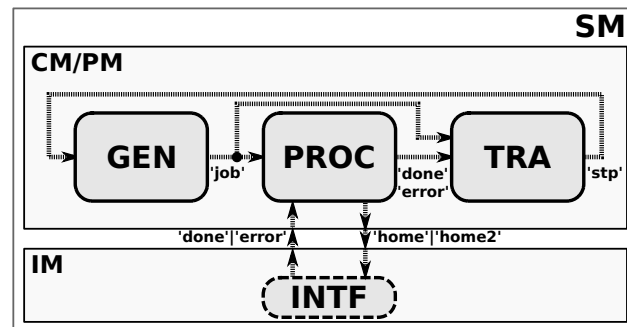 SM
CM/PM
GEN
'job'
PROC
'done'
'error'
TRA
'stp'
'done'|'error'
'home'|'home2'
IM
INTF